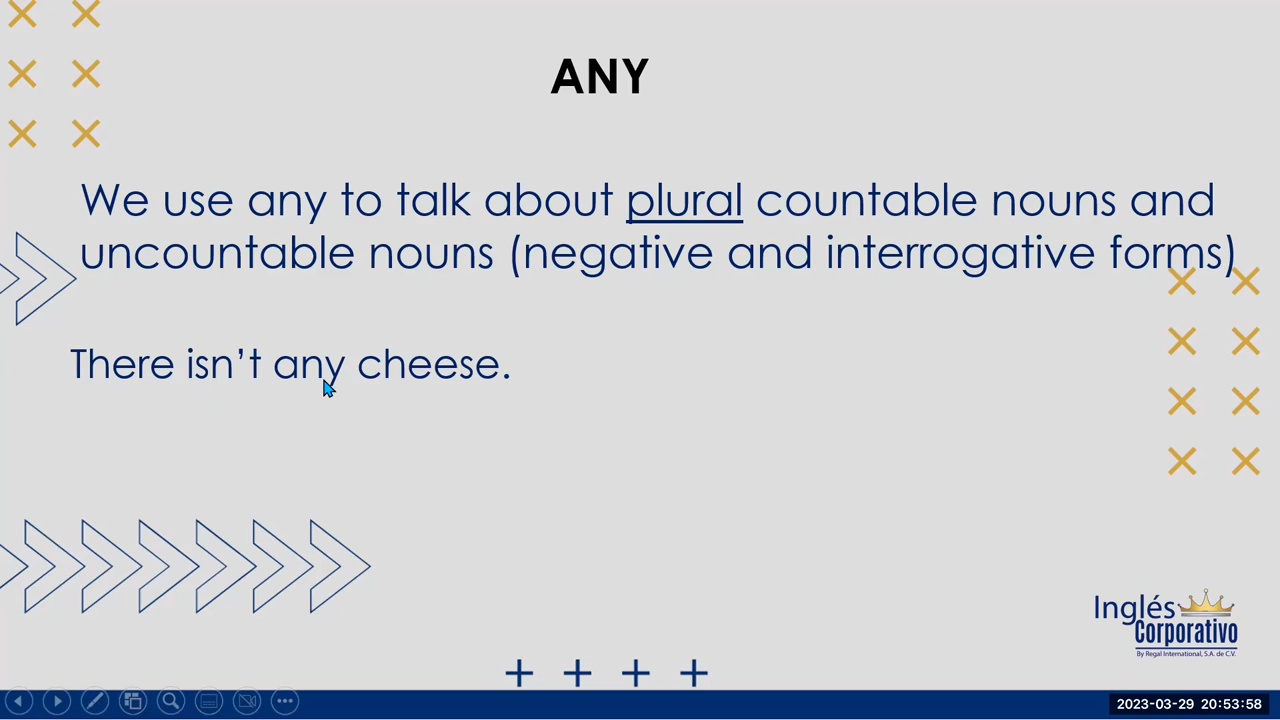 ANY
We use any to talk about plural countable nouns and
uncountable nouns (negative and interrogative forms)
There isn’t any cheese.
Inglés
Corporativo
By Regal International, S.A. de C.V.
2023-03-29 20:53:58